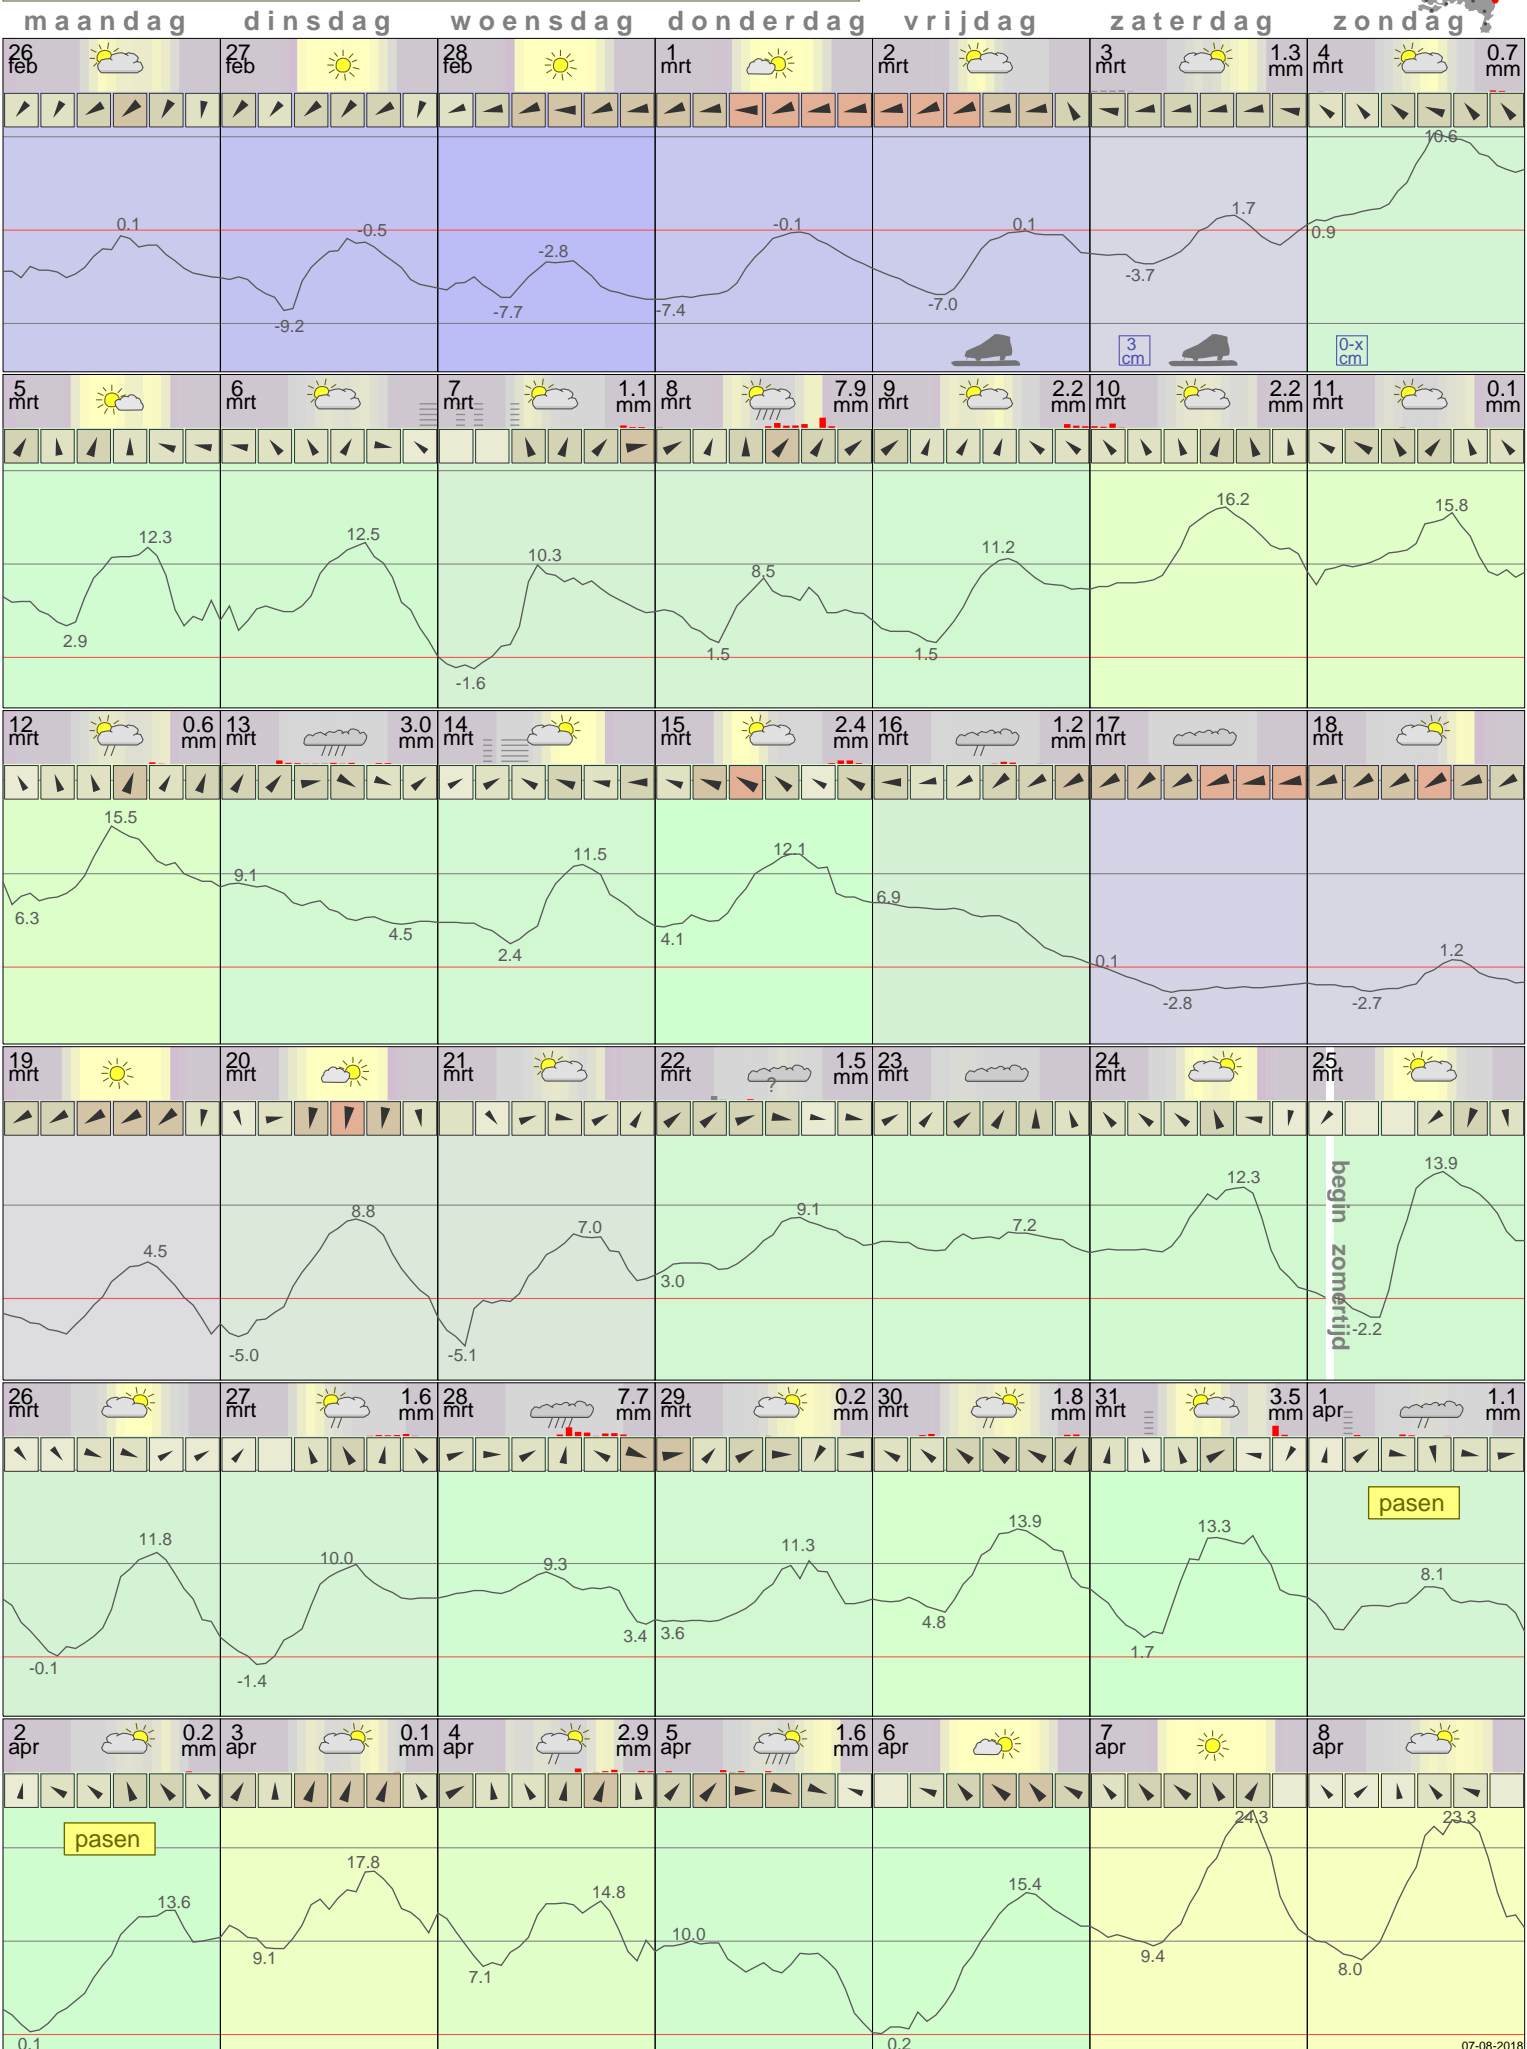 maandag dinsdag woensdag donderdag vrijdag zaterdag zondag
26 feb 27 feb 28 feb 1 mrt 2 mrt 3 mrt 1.3 mm 4 mrt 0.7 mm
0.1 -0.5 -9.2 -2.8 -7.7 -0.1 -7.4 0.1 -7.0 1.7 -3.7 10.6 0.9
3 cm 0-x cm
5 mrt 6 mrt 7 mrt 1.1 mm 8 mrt 7.9 mm 9 mrt 2.2 mm 10 mrt 2.2 mm 11 mrt 0.1 mm
12.3 2.9 12.5 10.3 -1.6 8.5 1.5 11.2 1.5 16.2 15.8
12 mrt 0.6 mm 13 mrt 3.0 mm 14 mrt 15 mrt 2.4 mm 16 mrt 1.2 mm 17 mrt 18 mrt
15.5 6.3 9.1 4.5 11.5 2.4 12.1 4.1 6.9 0.1 -2.8 1.2 -2.7
19 mrt 20 mrt 21 mrt 22 mrt ? 1.5 mm 23 mrt 24 mrt 25 mrt
4.5 8.8 -5.0 7.0 -5.1 9.1 3.0 7.2 12.3 13.9 -2.2
begin zomertijd
26 mrt 27 mrt 1.6 mm 28 mrt 7.7 mm 29 mrt 0.2 mm 30 mrt 1.8 mm 31 mrt 3.5 mm 1 apr 1.1 mm
pasen
11.8 -0.1 10.0 -1.4 9.3 3.4 11.3 3.6 13.9 4.8 13.3 1.7 8.1
2 apr 0.2 mm 3 apr 0.1 mm 4 apr 2.9 mm 5 apr 1.6 mm 6 apr 7 apr 8 apr
pasen
13.6 0.1 17.8 9.1 14.8 7.1 10.0 15.4 0.2 24.3 9.4 23.3 8.0
07-08-2018